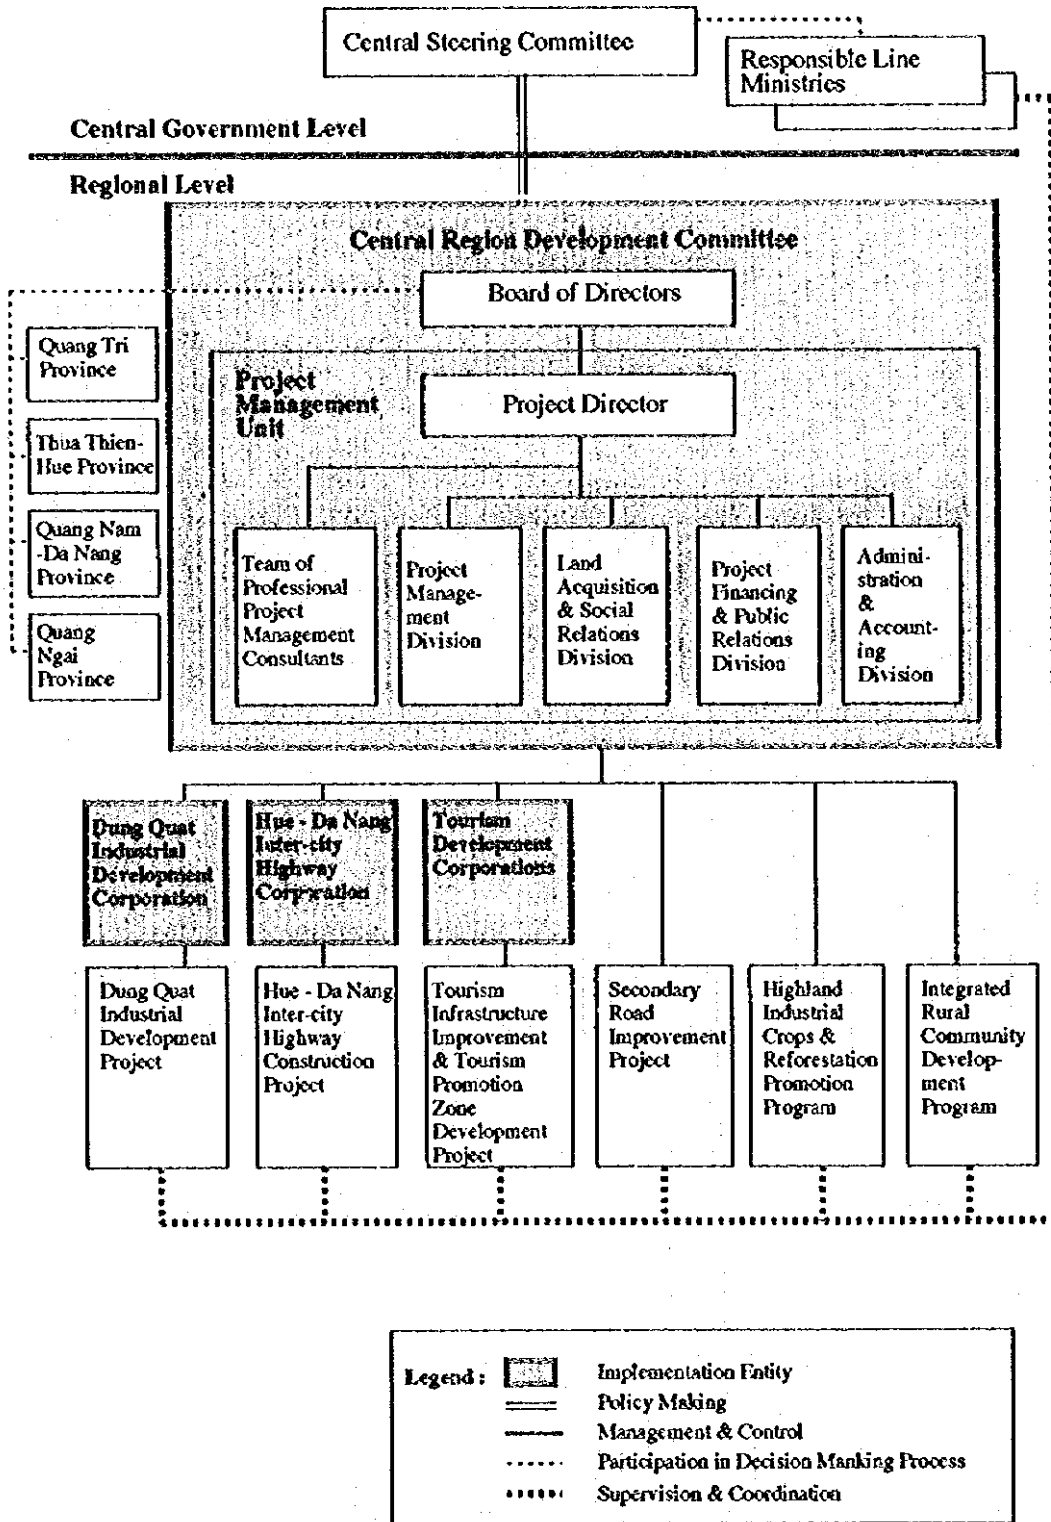 Central Steering Committee
Responsible Line
Ministries
Central Government Level
Regional Level
Central Region Development Committee
Board of Directors
Quang Tri
Province
Thua Thien-
Hue Province
Quang Nam
-Da Nang
Province
Quang
Ngai
Province
Project
Management
Unit
Project Director
Team of
Professional
Project
Management
Consultants
Project
Manage-
ment
Division
Land
Acquisition
& Social
Relations
Division
Project
Financing
& Public
Relations
Division
Admini-
stration
&
Account-
ing
Division
Dung Quat
Industrial
Development
Corporation
Hue - Da Nang
Inter-city
Highway
Corporation
Tourism
Development
Corporations
Dung Quat
Industrial
Development
Project
Hue - Da Nang
Inter-city
Highway
Construction
Project
Tourism
Infrastructure
Improvement
& Tourism
Promotion
Zone
Development
Project
Secondary
Road
Improvement
Project
Highland
Industrial
Crops &
Reforestation
Promotion
Program
Integrated
Rural
Community
Develop-
ment
Program
Legend :
Implementation Entity
Policy Making
Management & Control
Participation in Decision Manking Process
Supervision & Coordination